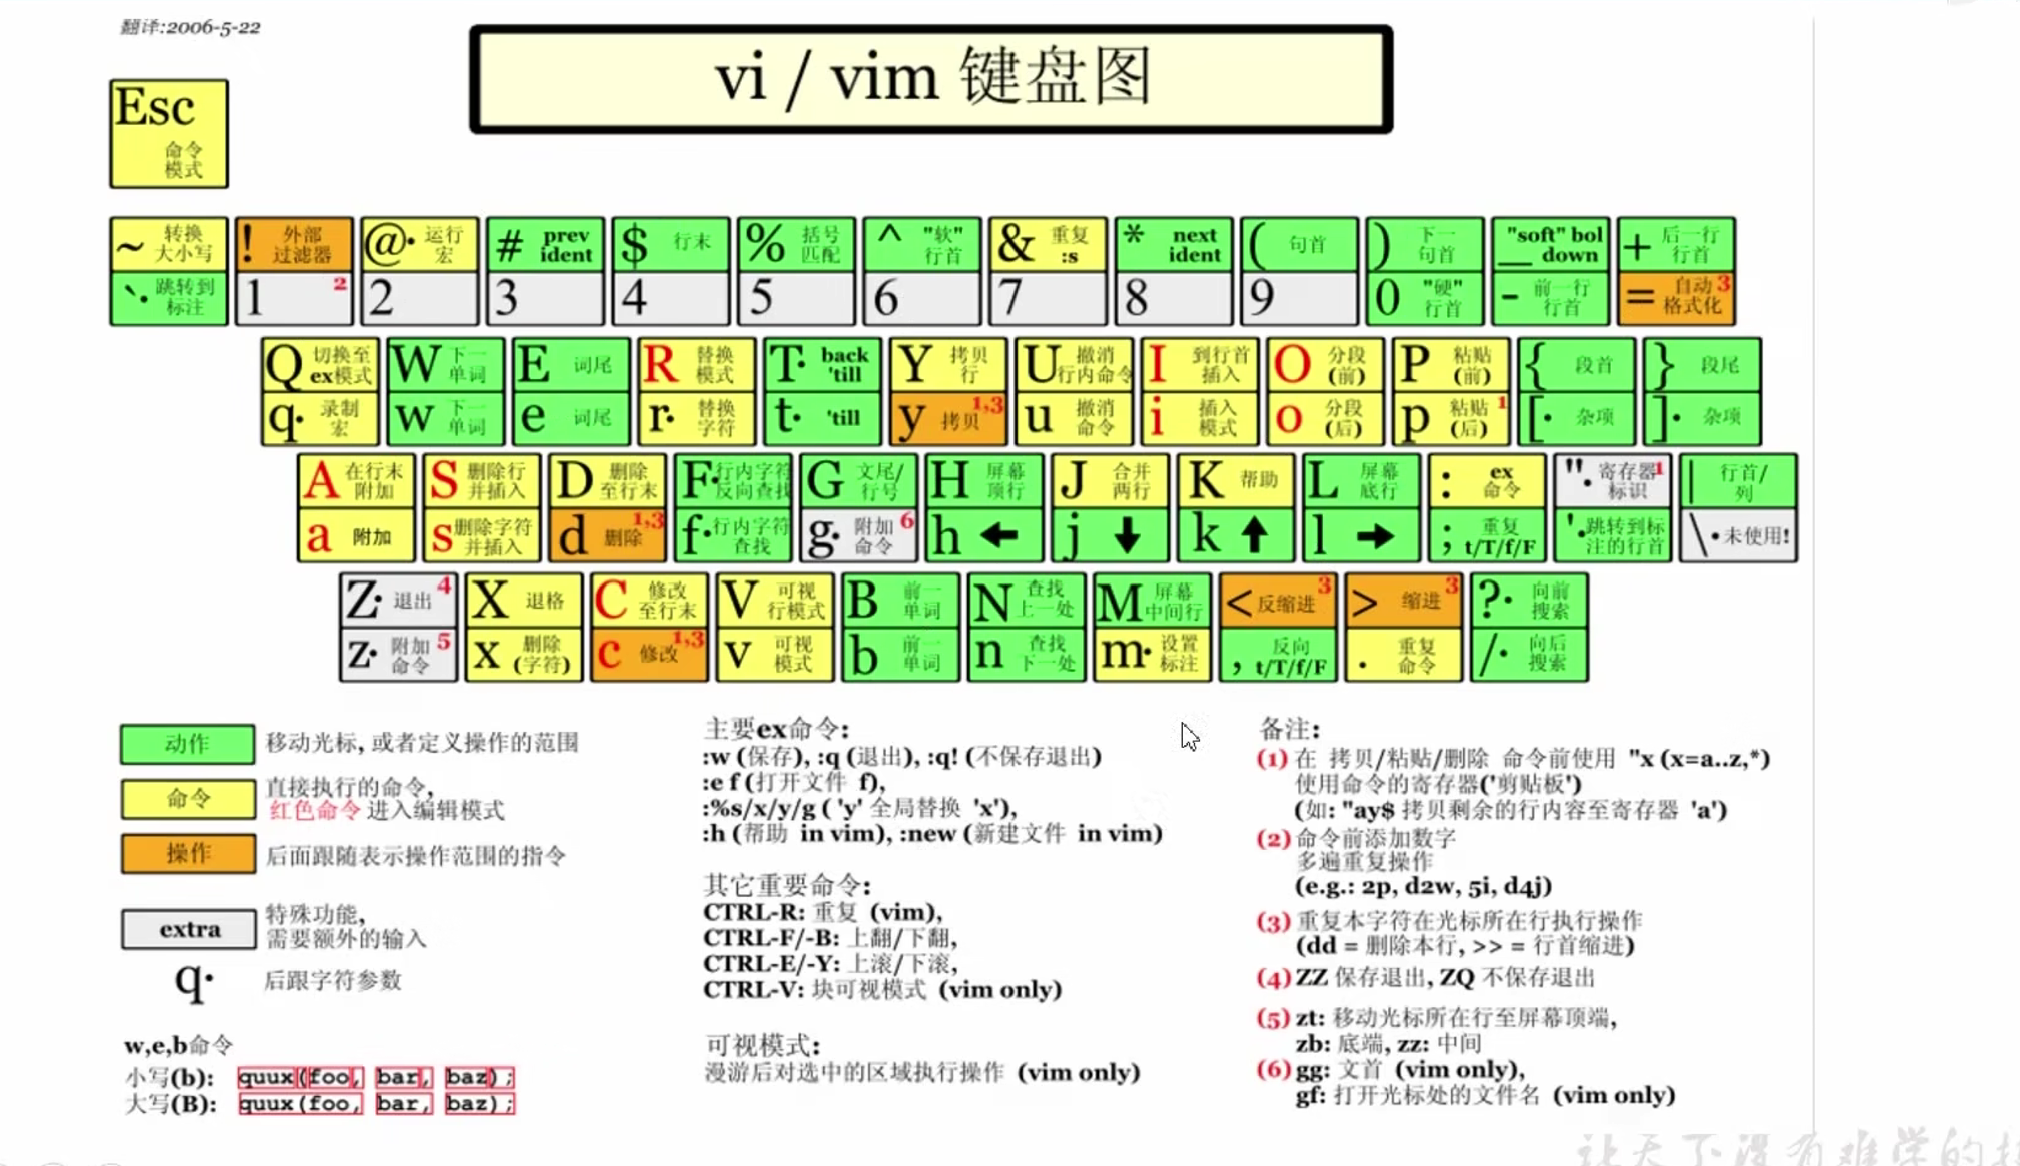 翻译:2006-5-22
vi / vim 键盘图
Esc 命令
模式
~ 转换
大小写
! 外部
过滤器
@· 运行
宏
# prev
ident
$ 行末
% 括号
匹配
^ "软"
行首
& 重复
:s
* next
ident
( 句首
) 下一
句首
"soft" bol
_ down
+ 后一行
行首
`· 跳转到
标注
1 2
2
3
4
5
6
7
8
9
0 "硬"
行首
- 前一行
行首
= 自动 3
格式化
Q 切换至
ex模式
W 下一
单词
E 词尾
R 替换
模式
T· back
'till
Y 拷贝
行
U 撤消
行内命令
I 到行首
插入
O 分段
(前)
P 粘贴
(前)
{ 段首
} 段尾
q· 录制
宏
w 下一
单词
e 词尾
r· 替换
字符
t· 'till
y 拷贝 1,3
u 撤消
命令
i 插入
模式
o 分段
(后)
p 粘贴 1
(后)
[· 杂项
]· 杂项
A 在行末
附加
S 删除行
并插入
D 删除
至行末
F· 行内字符
反向查找
G 文尾/
行号
H 屏幕
顶行
J 合并
两行
K 帮助
L 屏幕
底行
: ex
命令
"· 寄存器 1
标识
| 行首/
列
a 附加
s 删除字符
并插入
d 删除 1,3
f· 行内字符
查找
g· 附加 6
命令
h ←
j ↓
k ↑
l →
; 重复
t/T/f/F
'· 跳转到标
注的行首
\· 未使用!
Z· 退出 4
X 退格
C 修改
至行末
V 可视
行模式
B 前一
单词
N 查找
上一处
M 屏幕
中间行
< 反缩进 3
> 缩进 3
?· 向前
搜索
z· 附加 5
命令
x 删除
(字符)
c 修改 1,3
v 可视
模式
b 前一
单词
n 查找
下一处
m· 设置
标注
, 反向
t/T/f/F
. 重复
命令
/· 向后
搜索
动作 移动光标, 或者定义操作的范围
命令 直接执行的命令,
红色命令 进入编辑模式
操作 后面跟随表示操作范围的指令
extra 特殊功能,
需要额外的输入
q· 后跟字符参数
w,e,b命令
小写(b): quux(foo, bar, baz);
大写(B): quux(foo, bar, baz);
主要ex命令:
:w (保存), :q (退出), :q! (不保存退出)
:e f (打开文件 f),
:%s/x/y/g ( 'y' 全局替换 'x'),
:h (帮助 in vim), :new (新建文件 in vim)
其它重要命令:
CTRL-R: 重复 (vim),
CTRL-F/-B: 上翻/下翻,
CTRL-E/-Y: 上滚/下滚,
CTRL-V: 块可视模式 (vim only)
可视模式:
漫游后对选中的区域执行操作 (vim only)
备注:
(1) 在 拷贝/粘贴/删除 命令前使用 "x (x=a..z,*)
使用命令的寄存器('剪贴板')
(如: "ay$ 拷贝剩余的行内容至寄存器 'a')
(2) 命令前添加数字
多遍重复操作
(e.g.: 2p, d2w, 5i, d4j)
(3) 重复本字符在光标所在行执行操作
(dd = 删除本行, >> = 行首缩进)
(4) ZZ 保存退出, ZQ 不保存退出
(5) zt: 移动光标所在行至屏幕顶端,
zb: 底端, zz: 中间
(6) gg: 文首 (vim only),
gf: 打开光标处的文件名 (vim only)
让天下没有难学的技